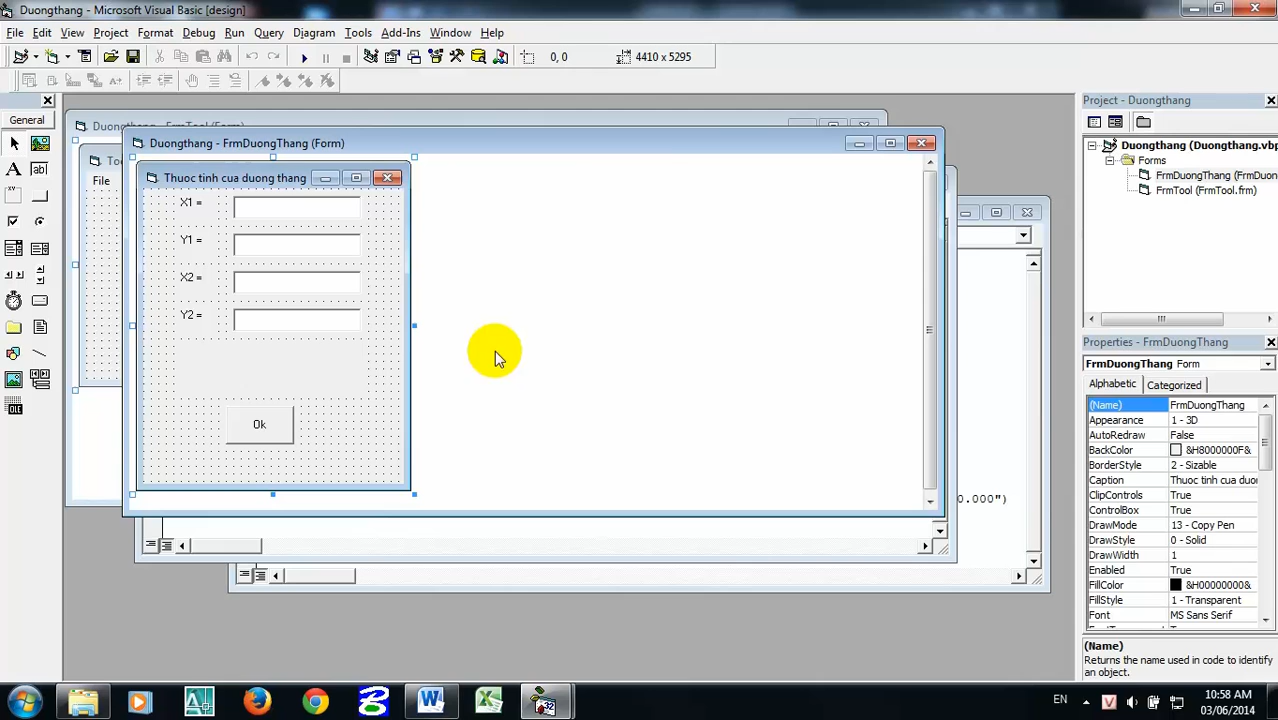 Duongthang - Microsoft Visual Basic [design]
File Edit View Project Format Debug Run Query Diagram Tools Add-Ins Window Help
0, 0 4410 x 5295
General
Duongthang - FrmTool (Form)
File
Duongthang - FrmDuongThang (Form)
Thuoc tinh cua duong thang
X1 =
Y1 =
X2 =
Y2 =
Ok
0.000")
Project - Duongthang
Duongthang (Duongthang.vbp
Forms
FrmDuongThang (FrmDuon
FrmTool (FrmTool.frm)
Properties - FrmDuongThang
FrmDuongThang Form
Alphabetic Categorized
(Name) FrmDuongThang
Appearance 1 - 3D
AutoRedraw False
BackColor &H8000000F&
BorderStyle 2 - Sizable
Caption Thuoc tinh cua duon
ClipControls True
ControlBox True
DrawMode 13 - Copy Pen
DrawStyle 0 - Solid
DrawWidth 1
Enabled True
FillColor &H00000000&
FillStyle 1 - Transparent
Font MS Sans Serif
(Name)
Returns the name used in code to identify
an object.
EN
10:58 AM
03/06/2014